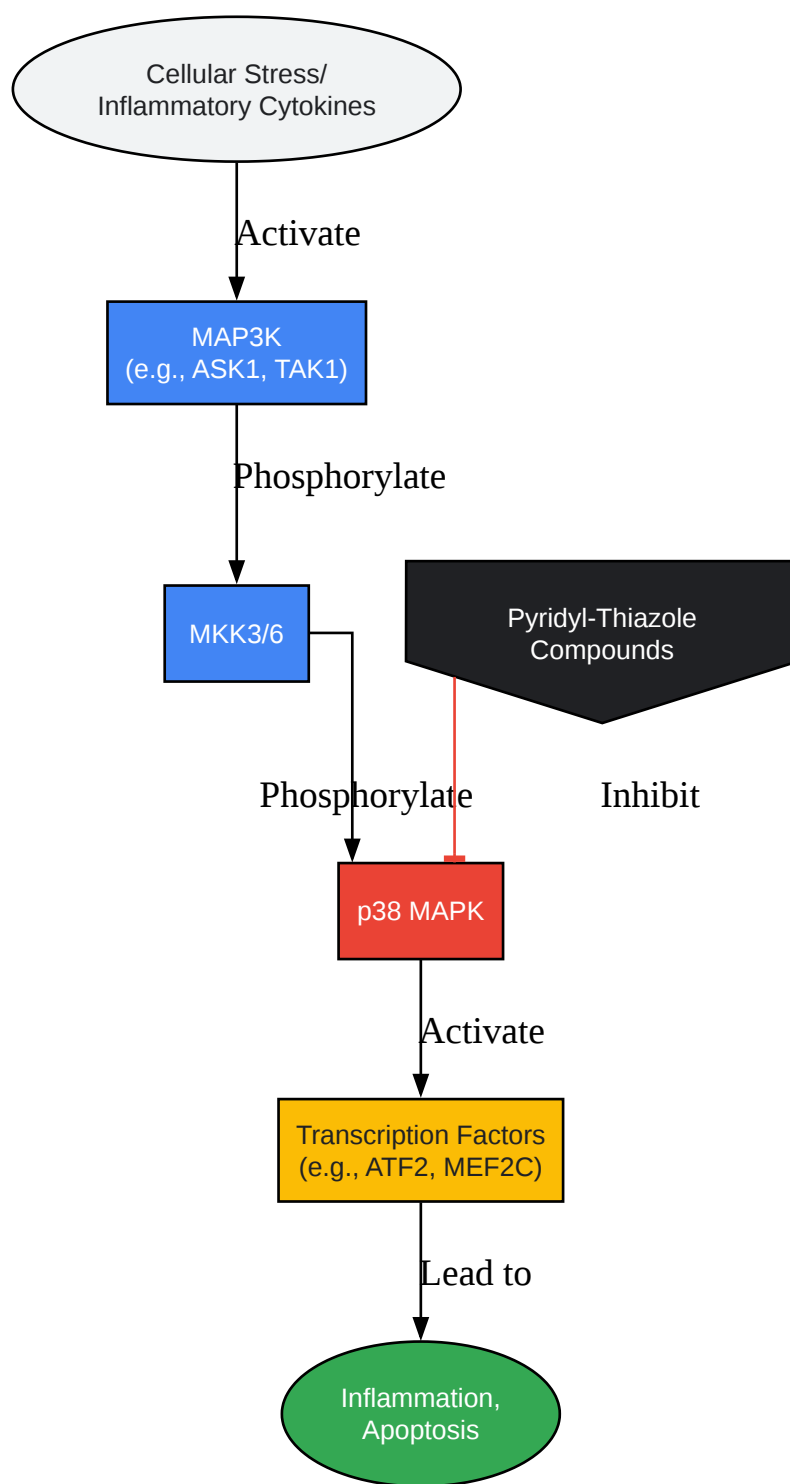 Cellular Stress/
Inflammatory Cytokines
Activate
MAP3K
(e.g., ASK1, TAK1)
Phosphorylate
MKK3/6
Pyridyl-Thiazole
Compounds
Phosphorylate
Inhibit
p38 MAPK
Activate
Transcription Factors
(e.g., ATF2, MEF2C)
Lead to
Inflammation,
Apoptosis